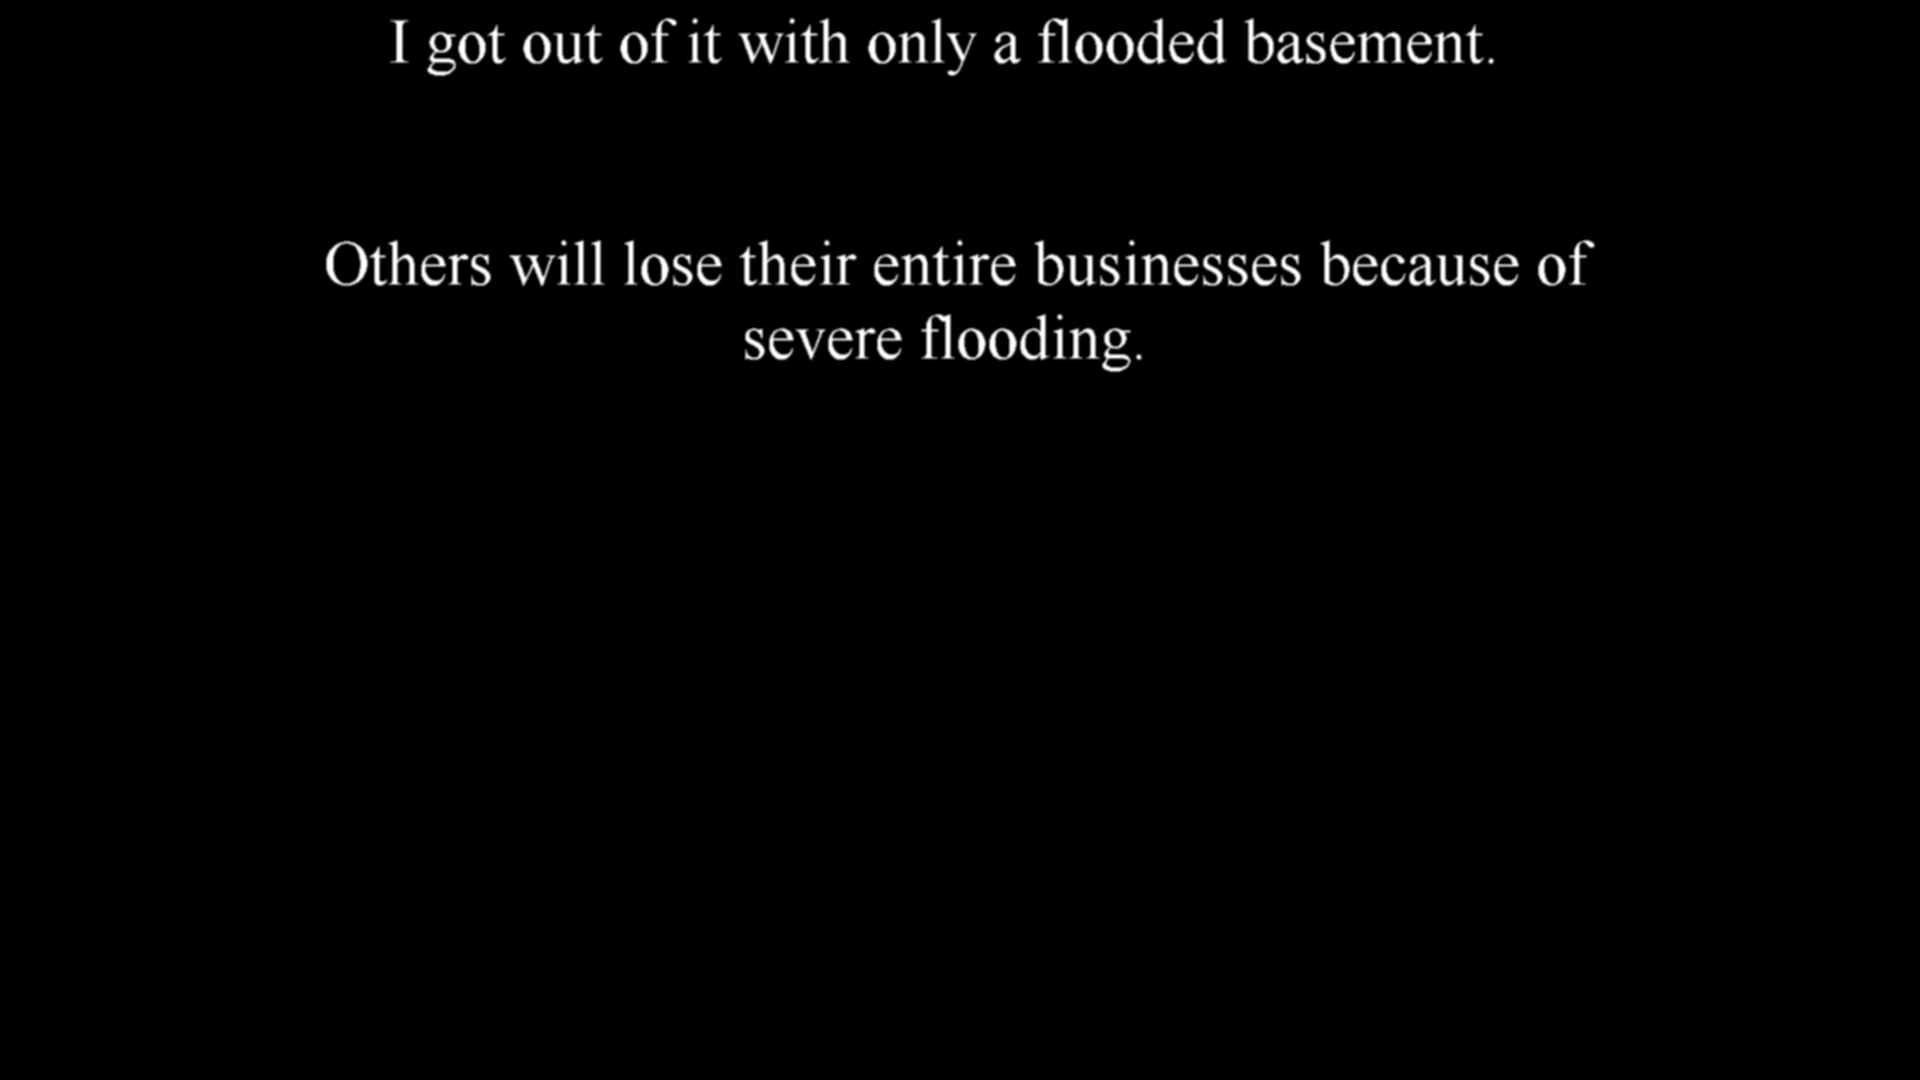 I got out of it with only a flooded basement.
Others will lose their entire businesses because of
severe flooding.